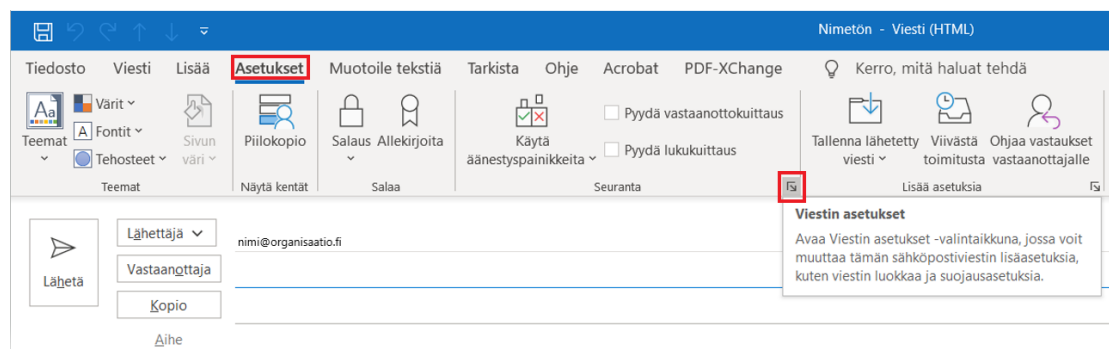 Nimetön - Viesti (HTML)
Tiedosto Viesti Lisää Asetukset Muotoile tekstiä Tarkista Ohje Acrobat PDF-XChange Kerro, mitä haluat tehdä
Aa
Teemat
Värit
A Fontit
Tehosteet
Sivun
väri
Teemat
Piilokopio
Näytä kentät
Salaus Allekirjoita
Salaa
Käytä
äänestyspainikkeita
Pyydä vastaanottokuittaus
Pyydä lukukuittaus
Seuranta
Tallenna lähetetty
viesti
Viivästä
toimitusta
Ohjaa vastaukset
vastaanottajalle
Lisää asetuksia
Viestin asetukset
Avaa Viestin asetukset -valintaikkuna, jossa voit
muuttaa tämän sähköpostiviestin lisäasetuksia,
kuten viestin luokkaa ja suojausasetuksia.
Lähetä
Lähettäjä
nimi@organisaatio.fi
Vastaanottaja
Kopio
Aihe